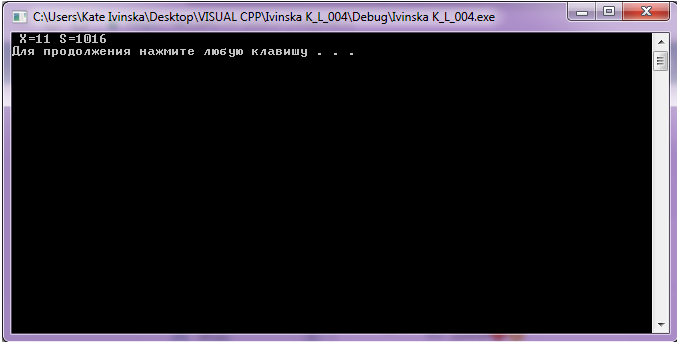 C:\Users\Kate Ivinska\Desktop\VISUAL CPP\Ivinska K_L_004\Debug\Ivinska K_L_004.exe
X=11 S=1016
Для продолжения нажмите любую клавишу . . .